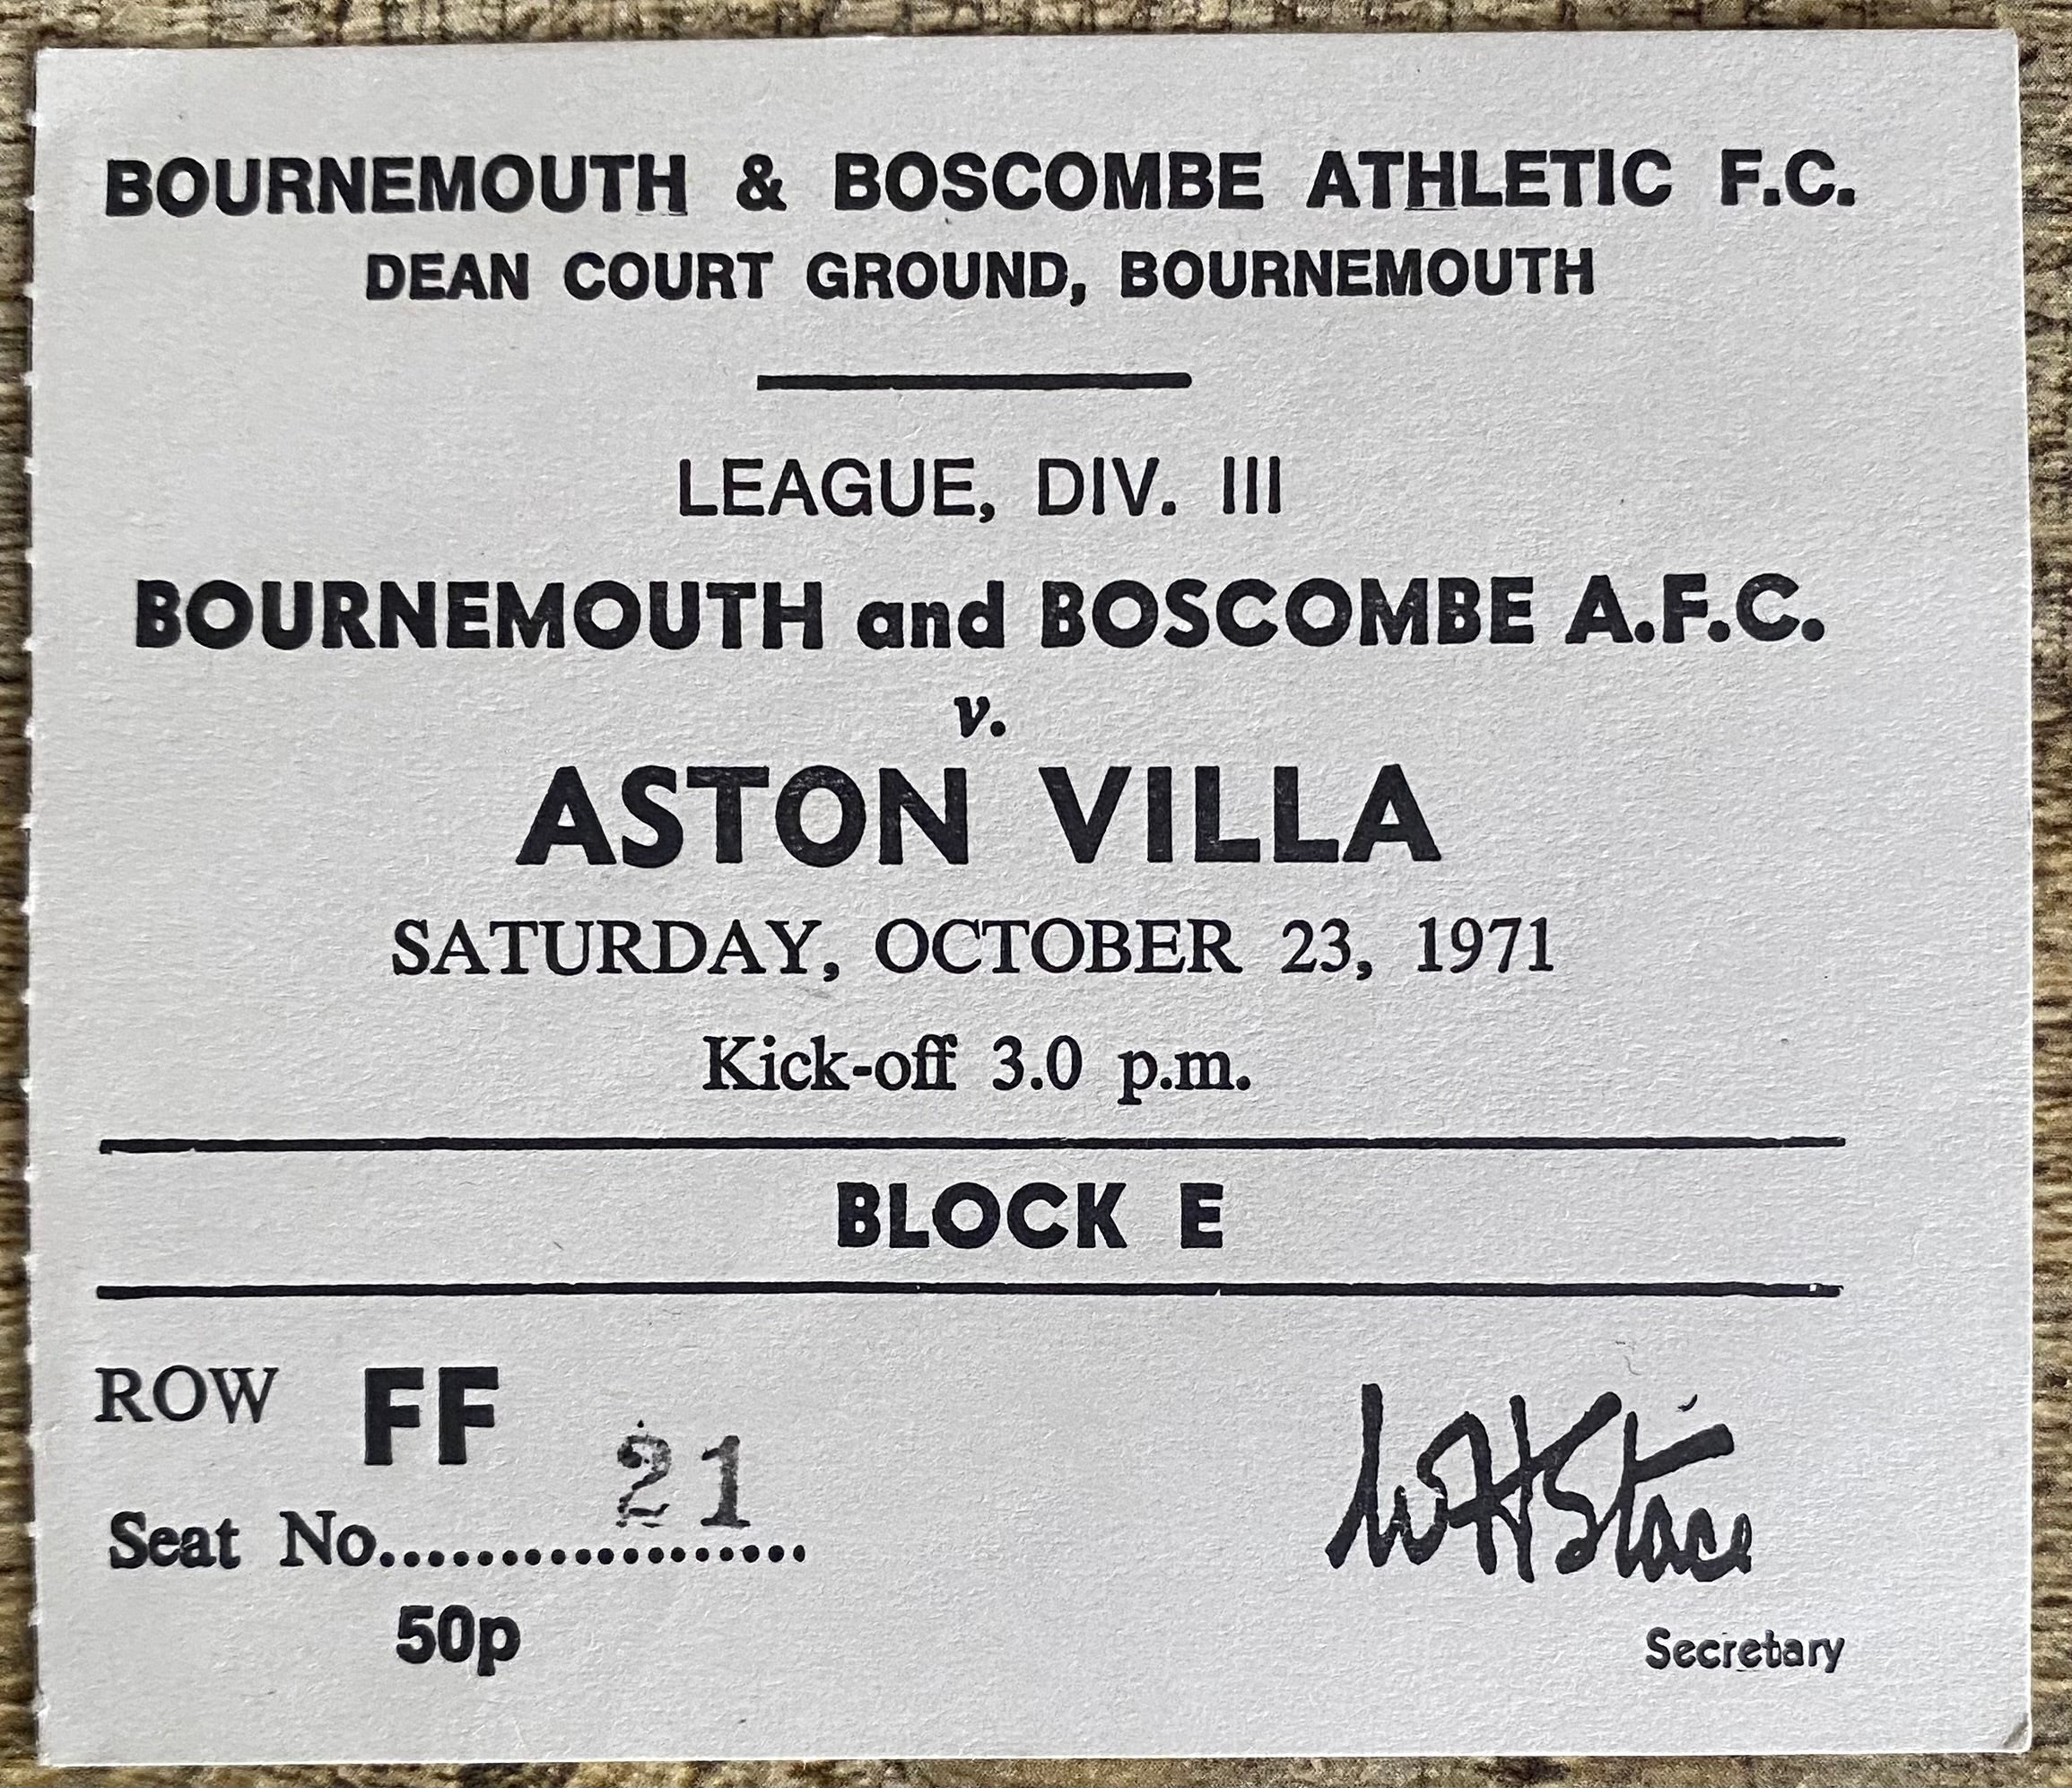 BOURNEMOUTH & BOSCOMBE ATHLETIC F.C.
DEAN COURT GROUND, BOURNEMOUTH
LEAGUE, DIV. III
BOURNEMOUTH and BOSCOMBE A.F.C.
v.
ASTON VILLA
SATURDAY, OCTOBER 23, 1971
Kick-off 3.0 p.m.
BLOCK E
ROW FF
Seat No.................... 21
50p
WHStace
Secretary